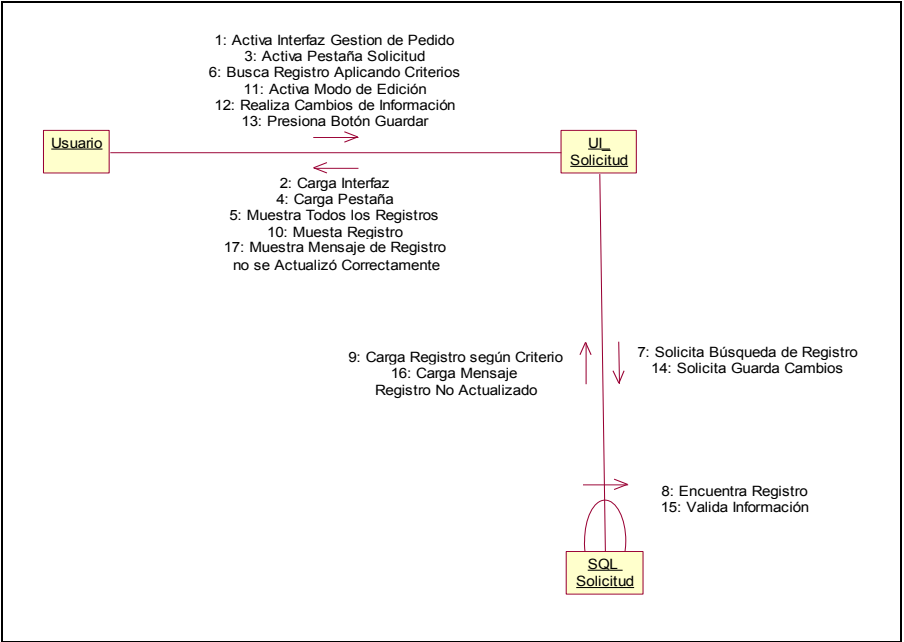 1: Activa Interfaz Gestion de Pedido
3: Activa Pestaña Solicitud
6: Busca Registro Aplicando Criterios
11: Activa Modo de Edición
12: Realiza Cambios de Información
13: Presiona Botón Guardar
Usuario
UI_
Solicitud
2: Carga Interfaz
4: Carga Pestaña
5: Muestra Todos los Registros
10: Muesta Registro
17: Muestra Mensaje de Registro
no se Actualizó Correctamente
9: Carga Registro según Criterio
16: Carga Mensaje
Registro No Actualizado
7: Solicita Búsqueda de Registro
14: Solicita Guarda Cambios
8: Encuentra Registro
15: Valida Información
SQL_
Solicitud